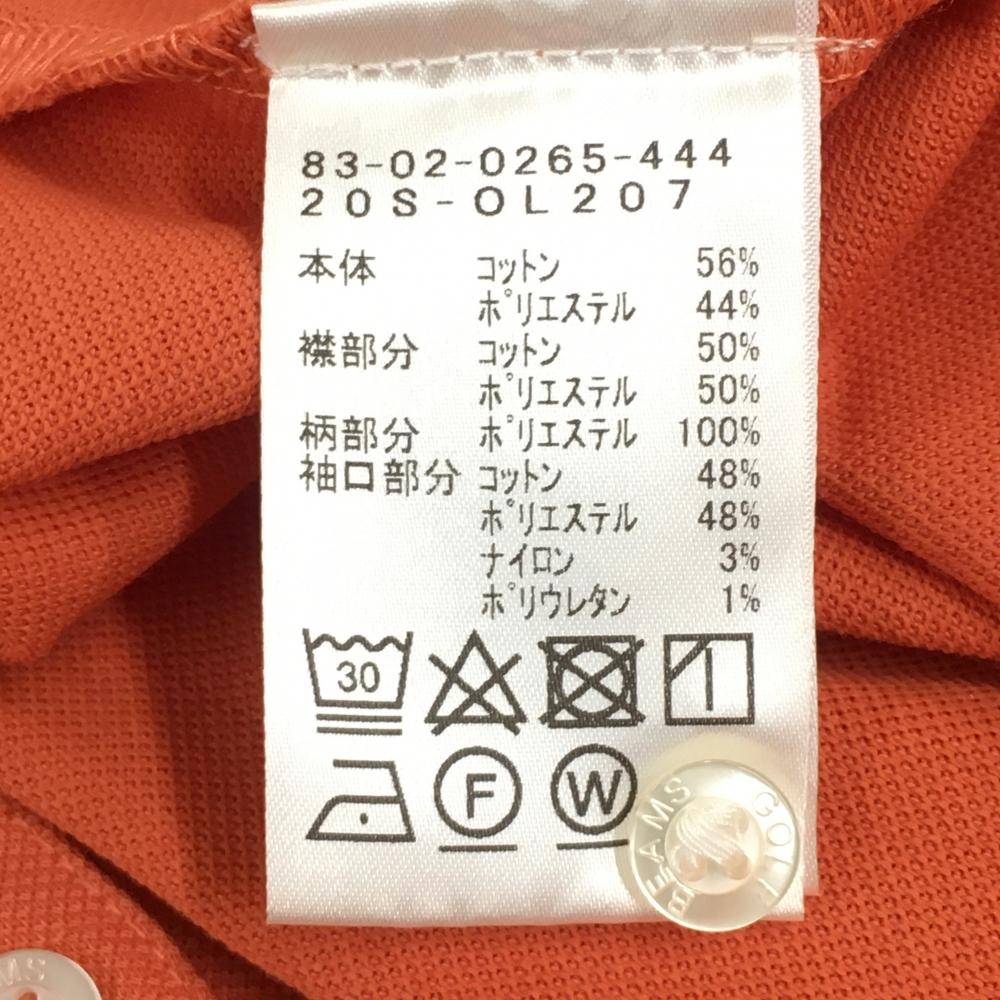 83-02-0265-444
20S-OL207
本体 コットン 56%
ポリエステル 44%
襟部分 コットン 50%
ポリエステル 50%
柄部分 ポリエステル 100%
袖口部分 コットン 48%
ポリエステル 48%
ナイロン 3%
ポリウレタン 1%
30
F W
BEAMS GOLF
MS